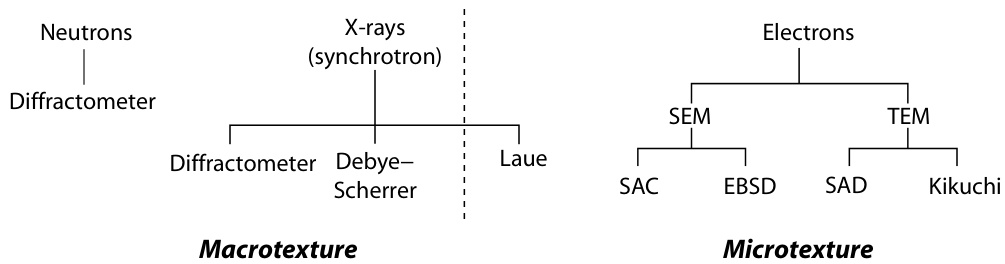 Neutrons
Diffractometer
X-rays
(synchrotron)
Diffractometer
Debye–
Scherrer
Laue
Electrons
SEM
TEM
SAC
EBSD
SAD
Kikuchi
Macrotexture
Microtexture